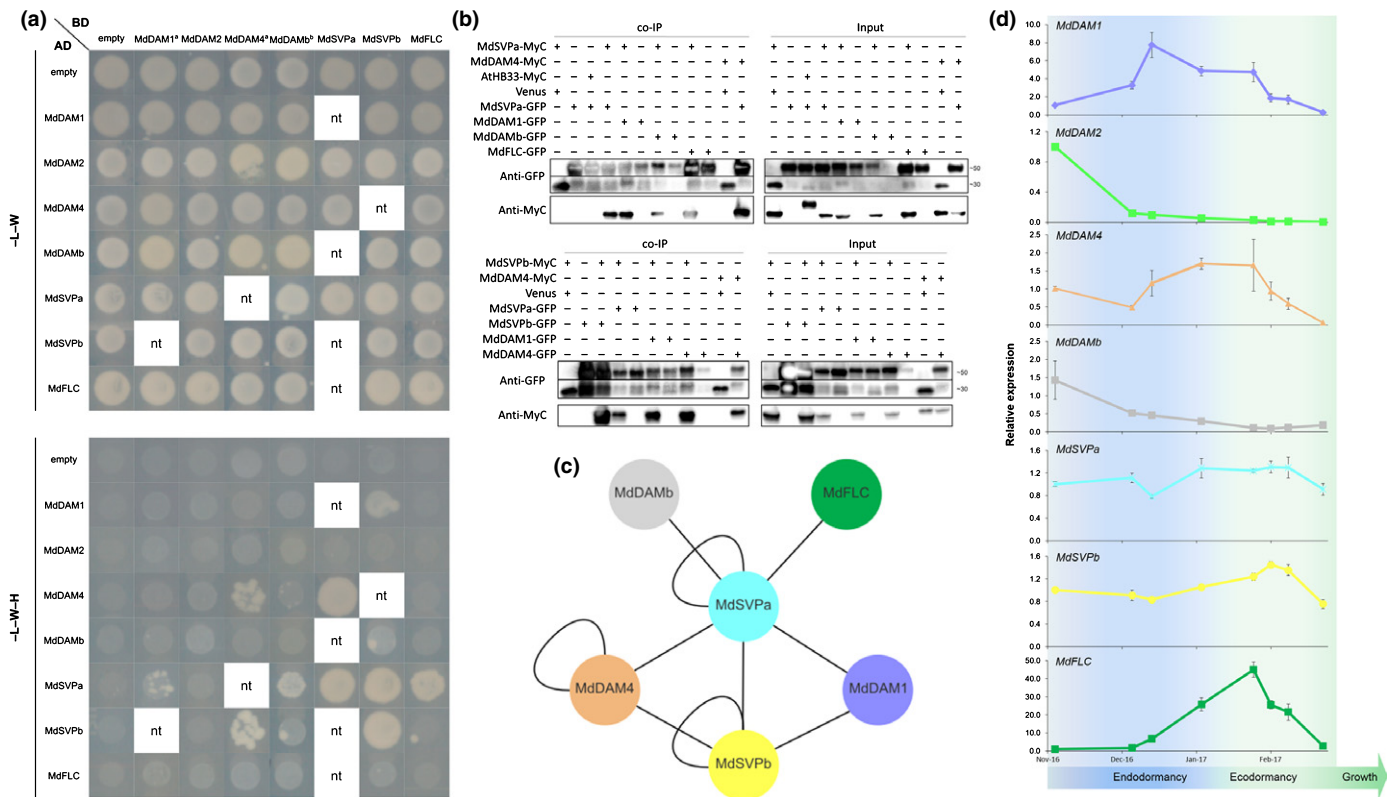 (a)
BD
AD
empty MdDAM1ᵃ MdDAM2 MdDAM4ᵃ MdDAMbᵇ MdSVPa MdSVPb MdFLC
–L–W
empty
MdDAM1 nt
MdDAM2
MdDAM4 nt
MdDAMb nt
MdSVPa nt
MdSVPb nt nt
MdFLC nt
–L–W–H
empty
MdDAM1 nt
MdDAM2
MdDAM4 nt
MdDAMb nt
MdSVPa nt
MdSVPb nt nt
MdFLC nt
(b)
co-IP Input
MdSVPa-MyC + – – + + – + – + – – – + – – + + – + – + – – –
MdDAM4-MyC – – – – – – – – – – + + – – – – – – – – – – + +
AtHB33-MyC – – + – – – – – – – – – – – + – – – – – – – – –
Venus + – – – – – – – – – + – + – – – – – – – – – + –
MdSVPa-GFP – + + + – – – – – – – + – + + + – – – – – – – +
MdDAM1-GFP – – – – + + – – – – – – – – – – + + – – – – – –
MdDAMb-GFP – – – – – – + + – – – – – – – – – – + + – – – –
MdFLC-GFP – – – – – – – – + + – – – – – – – – – – + + – –
Anti-GFP –50 –30 –50 –30
Anti-MyC
co-IP Input
MdSVPb-MyC + – + + – + – + – – – + – + + – + – + – – –
MdDAM4-MyC – – – – – – – – – + + – – – – – – – – – + +
Venus + – – – – – – – – + – + – – – – – – – – + –
MdSVPa-GFP – – – + + – – – – – – – – – + + – – – – – –
MdSVPb-GFP – + + – – – – – – – – – + + – – – – – – – –
MdDAM1-GFP – – – – – + + – – – – – – – – – + + – – – –
MdDAM4-GFP – – – – – – – + + – + – – – – – – – + + – +
Anti-GFP –50 –30 –50 –30
Anti-MyC
(c)
MdDAMb
MdFLC
MdSVPa
MdDAM4
MdDAM1
MdSVPb
(d)
Relative expression
MdDAM1
10.0
8.0
6.0
4.0
2.0
0.0
MdDAM2
1.2
0.8
0.4
0.0
MdDAM4
2.5
2.0
1.5
1.0
0.5
0.0
MdDAMb
2.5
2.0
1.5
1.0
0.5
0.0
MdSVPa
1.6
1.2
0.8
0.4
0.0
MdSVPb
1.6
1.2
0.8
0.4
0.0
MdFLC
50.0
40.0
30.0
20.0
10.0
0.0
Nov-16 Dec-16 Jan-17 Feb-17
Endodormancy Ecodormancy Growth